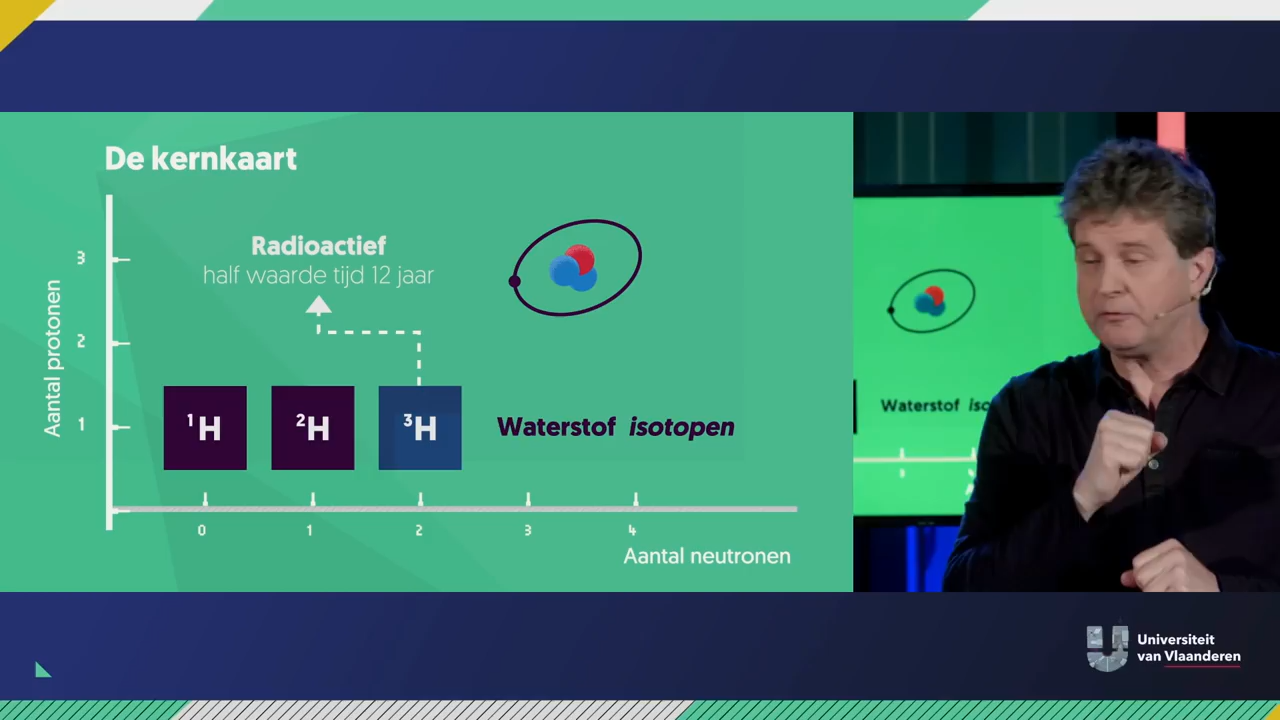 De kernkaart
Radioactief
half waarde tijd 12 jaar
Aantal protonen
3
2
1
¹H
²H
³H
Waterstof isotopen
0
1
2
3
4
Aantal neutronen
Waterstof iso
Universiteit
van Vlaanderen